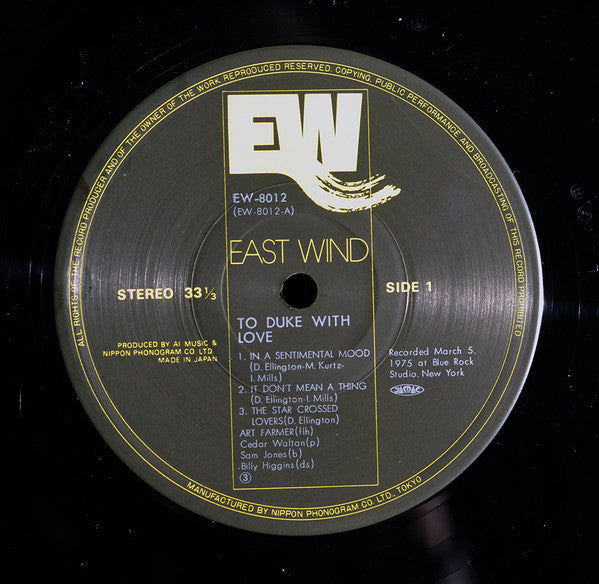 ALL RIGHTS OF THE RECORD PRODUCER AND OF THE OWNER OF THE WORK REPRODUCED RESERVED. COPYING, PUBLIC PERFORMANCE AND BROADCASTING OF THIS RECORD PROHIBITED
EW
EW-8012
(EW-8012-A)
EAST WIND
STEREO 33 1/3
SIDE 1
TO DUKE WITH
LOVE
PRODUCED BY AI MUSIC &
NIPPON PHONOGRAM CO. LTD.
MADE IN JAPAN
1. IN A SENTIMENTAL MOOD
(D. Ellington-M. Kurtz-
I. Mills)
2. IT DON'T MEAN A THING
(D. Ellington-I. Mills)
3. THE STAR CROSSED
LOVERS(D. Ellington)
ART FARMER(flh)
Cedar Walton(p)
Sam Jones(b)
Billy Higgins(ds)
③
Recorded March 5,
1975 at Blue Rock
Studio. New York
JASRAC
MANUFACTURED BY NIPPON PHONOGRAM CO. LTD., TOKYO